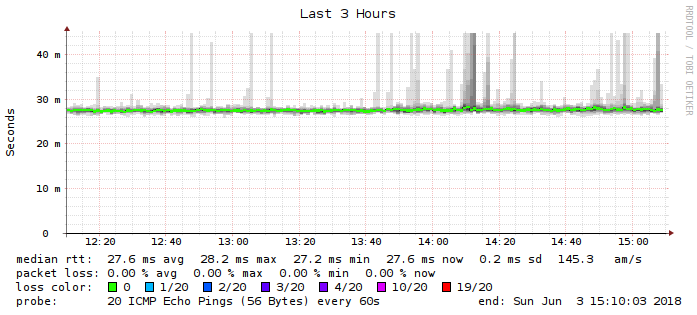 Last 3 Hours
RRDTOOL / TOBI OETIKER
Seconds
40 m
30 m
20 m
10 m
0
12:20 12:40 13:00 13:20 13:40 14:00 14:20 14:40 15:00
median rtt: 27.6 ms avg 28.2 ms max 27.2 ms min 27.6 ms now 0.2 ms sd 145.3 am/s
packet loss: 0.00 % avg 0.00 % max 0.00 % min 0.00 % now
loss color: 0 1/20 2/20 3/20 4/20 10/20 19/20
probe: 20 ICMP Echo Pings (56 Bytes) every 60s end: Sun Jun 3 15:10:03 2018